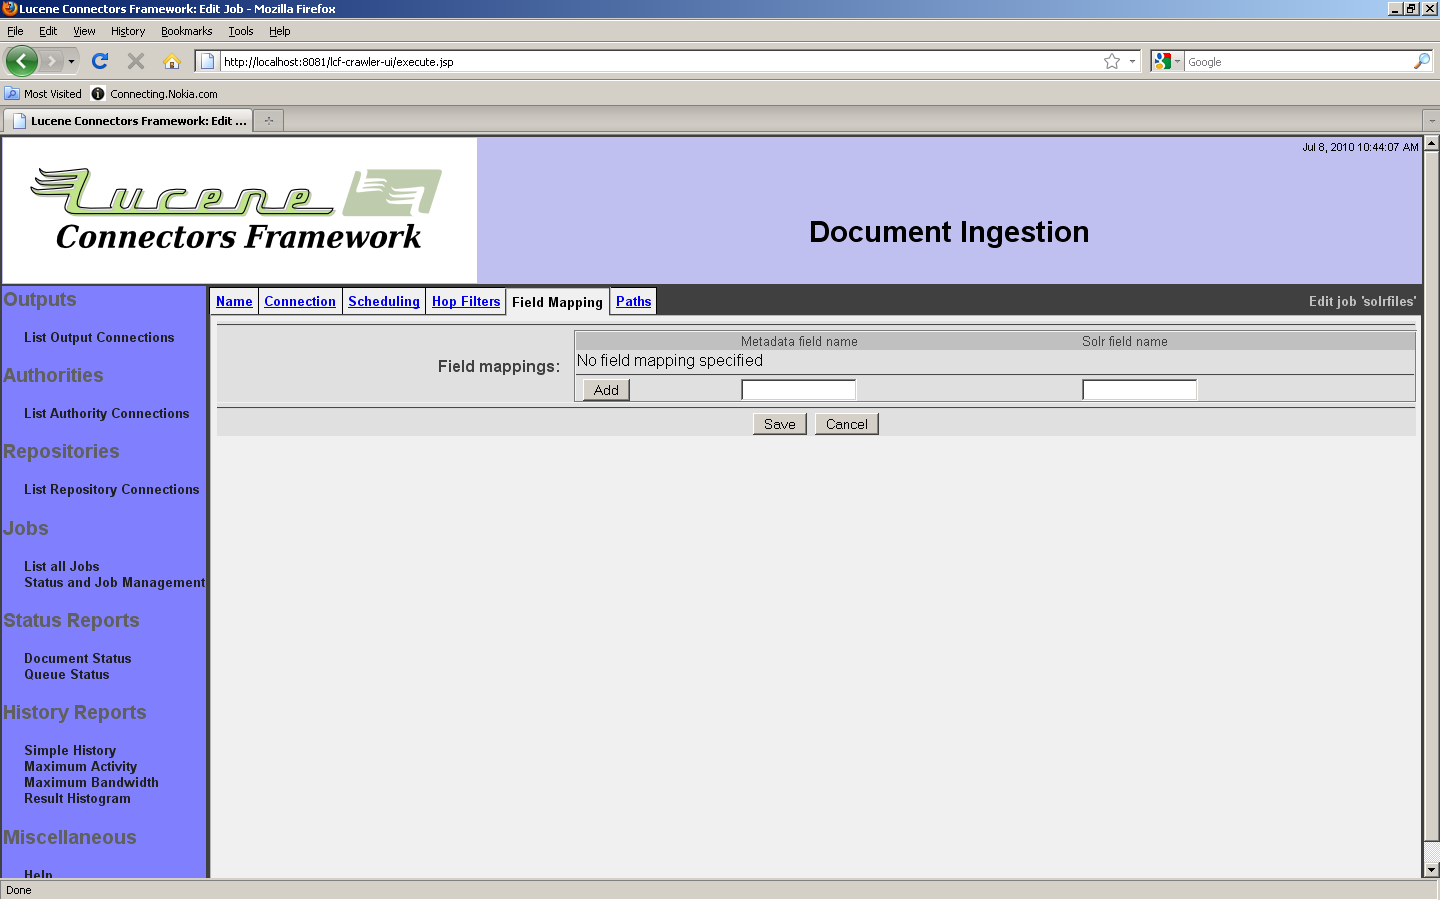 Lucene Connectors Framework: Edit Job - Mozilla Firefox
File Edit View History Bookmarks Tools Help
http://localhost:8081/lcf-crawler-ui/execute.jsp
Google
Most Visited Connecting.Nokia.com
Lucene Connectors Framework: Edit ...
Jul 8, 2010 10:44:07 AM
Lucene
Connectors Framework
Document Ingestion
Outputs
List Output Connections
Authorities
List Authority Connections
Repositories
List Repository Connections
Jobs
List all Jobs
Status and Job Management
Status Reports
Document Status
Queue Status
History Reports
Simple History
Maximum Activity
Maximum Bandwidth
Result Histogram
Miscellaneous
Help
Name Connection Scheduling Hop Filters Field Mapping Paths
Edit job 'solrfiles'
Field mappings:
Metadata field name Solr field name
No field mapping specified
Add
Save Cancel
Done